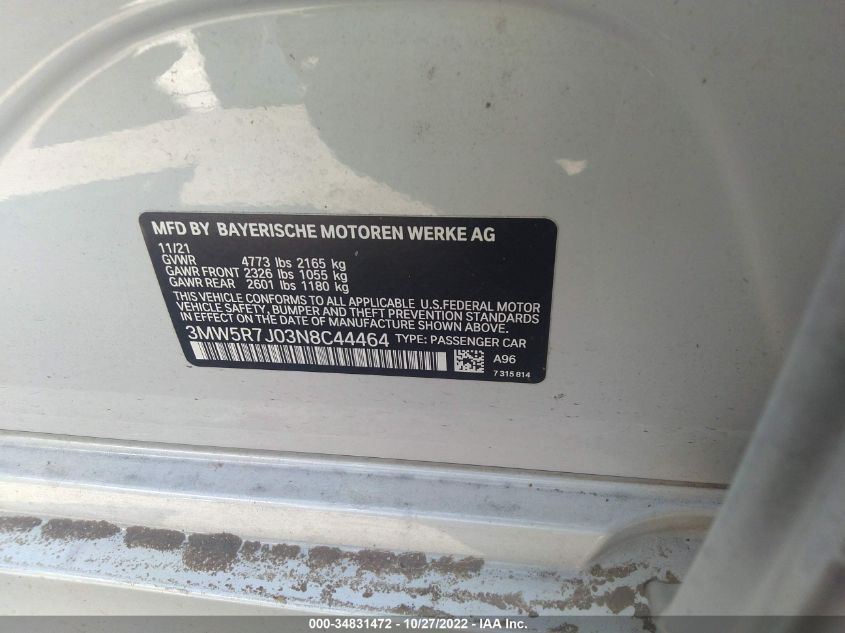 MFD BY BAYERISCHE MOTOREN WERKE AG
11/21
GVWR 4773 lbs 2165 kg
GAWR FRONT 2326 lbs 1055 kg
GAWR REAR 2601 lbs 1180 kg
THIS VEHICLE CONFORMS TO ALL APPLICABLE U.S.FEDERAL MOTOR
VEHICLE SAFETY, BUMPER AND THEFT PREVENTION STANDARDS
IN EFFECT ON THE DATE OF MANUFACTURE SHOWN ABOVE.
3MW5R7J03N8C44464 TYPE: PASSENGER CAR
A96
7 315 814
000-34831472 - 10/27/2022 - IAA Inc.